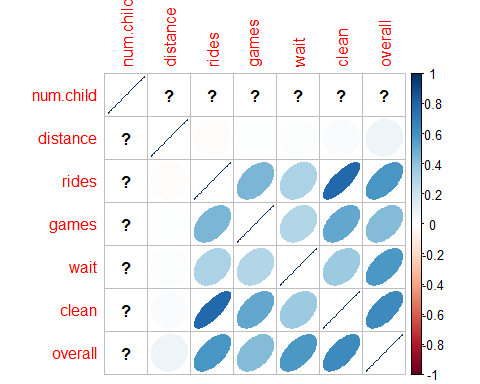 num.child
distance
rides
games
wait
clean
overall
num.child ? ? ? ? ? ?
distance ?
rides ?
games ?
wait ?
clean ?
overall ?
1
0.8
0.6
0.4
0.2
0
-0.2
-0.4
-0.6
-0.8
-1